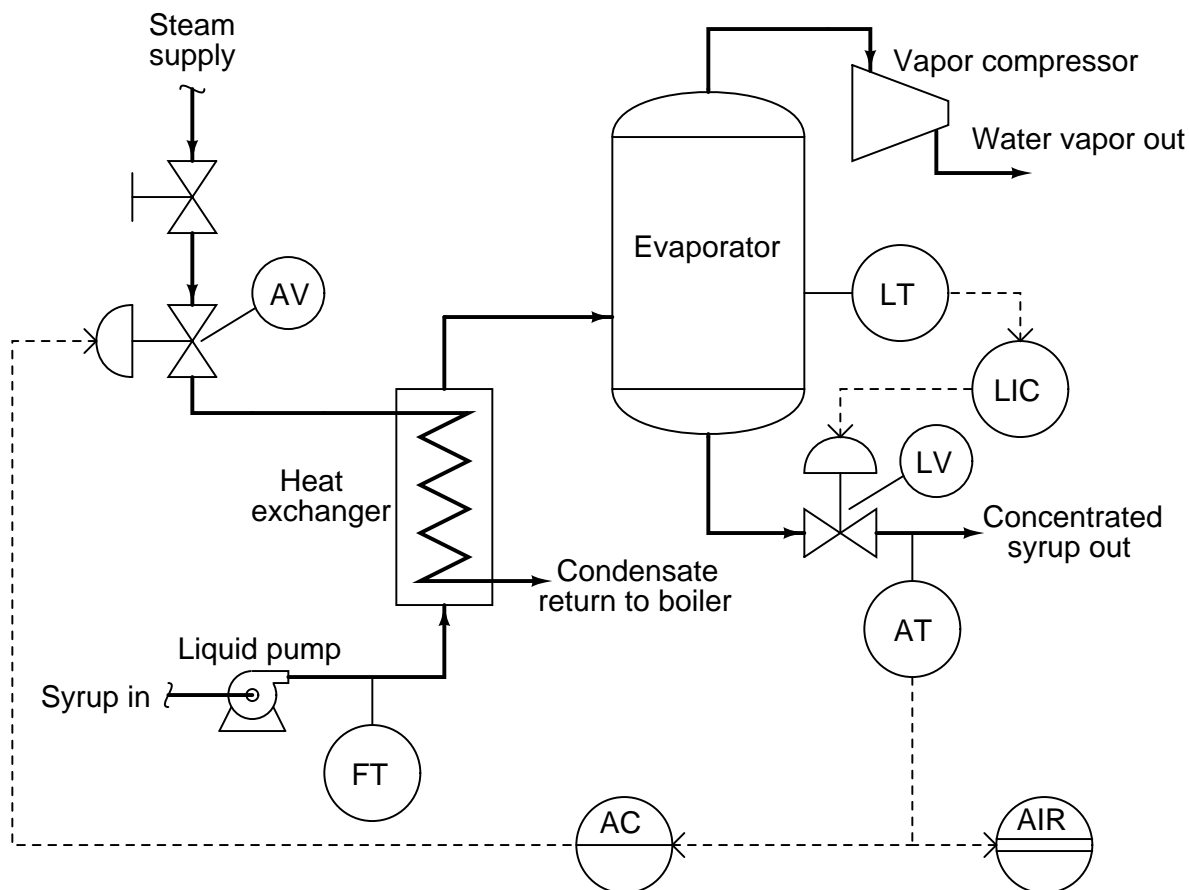 Steam
supply
Vapor compressor
Water vapor out
Evaporator
AV
LT
LIC
LV
Heat
exchanger
Concentrated
syrup out
Condensate
return to boiler
AT
Liquid pump
Syrup in
FT
AC
AIR